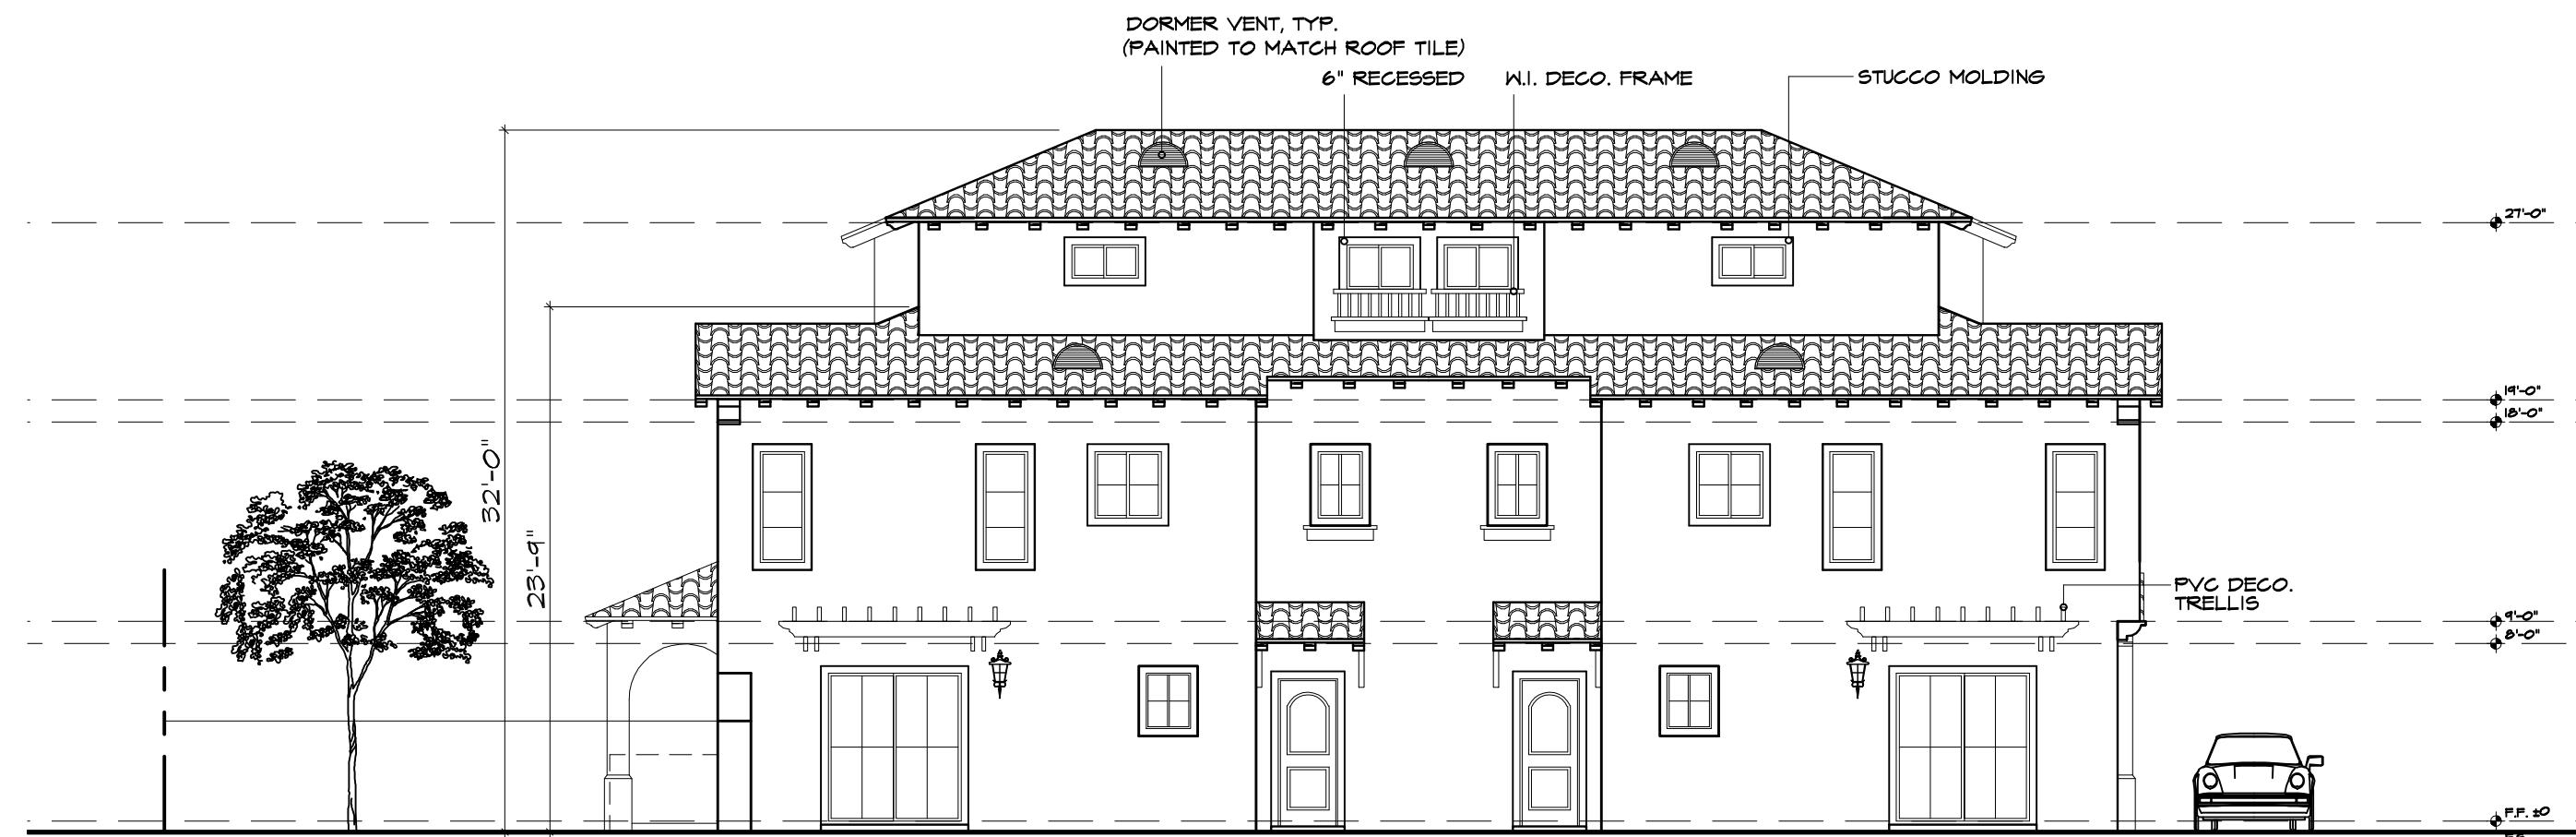 DORMER VENT, TYP.
(PAINTED TO MATCH ROOF TILE)
6" RECESSED
W.I. DECO. FRAME
STUCCO MOLDING
27'-0"
19'-0"
18'-0"
32'-0"
23'-9"
PVC DECO.
TRELLIS
9'-0"
8'-0"
F.F. ±0